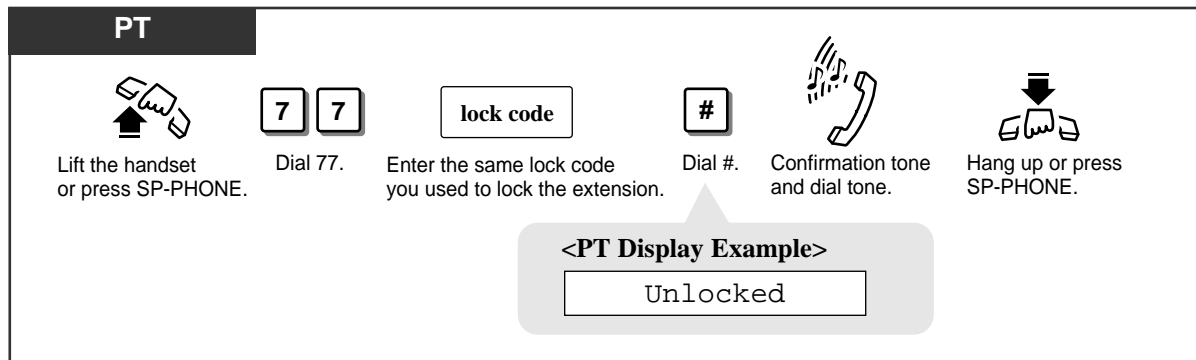 PT
7 7
lock code
#
Lift the handset
or press SP-PHONE.
Dial 77.
Enter the same lock code
you used to lock the extension.
Dial #.
Confirmation tone
and dial tone.
Hang up or press
SP-PHONE.
<PT Display Example>
Unlocked